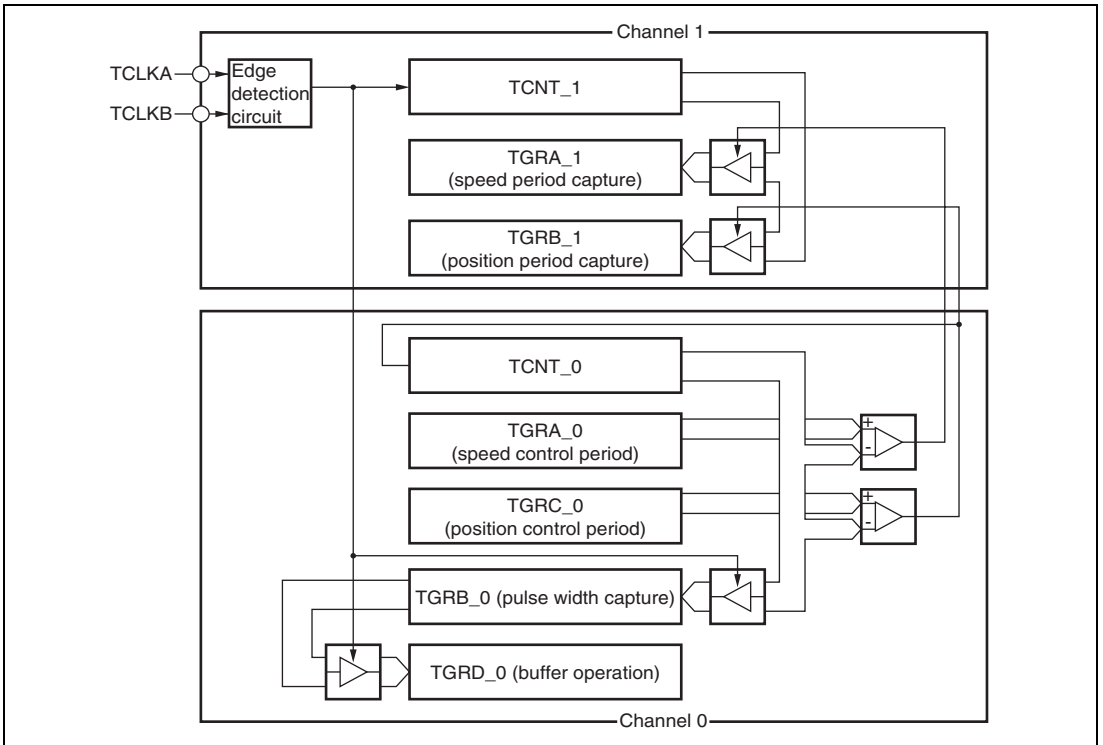 Channel 1
TCLKA
TCLKB
Edge
detection
circuit
TCNT_1
TGRA_1
(speed period capture)
TGRB_1
(position period capture)
TCNT_0
TGRA_0
(speed control period)
+
-
TGRC_0
(position control period)
+
-
TGRB_0 (pulse width capture)
TGRD_0 (buffer operation)
Channel 0